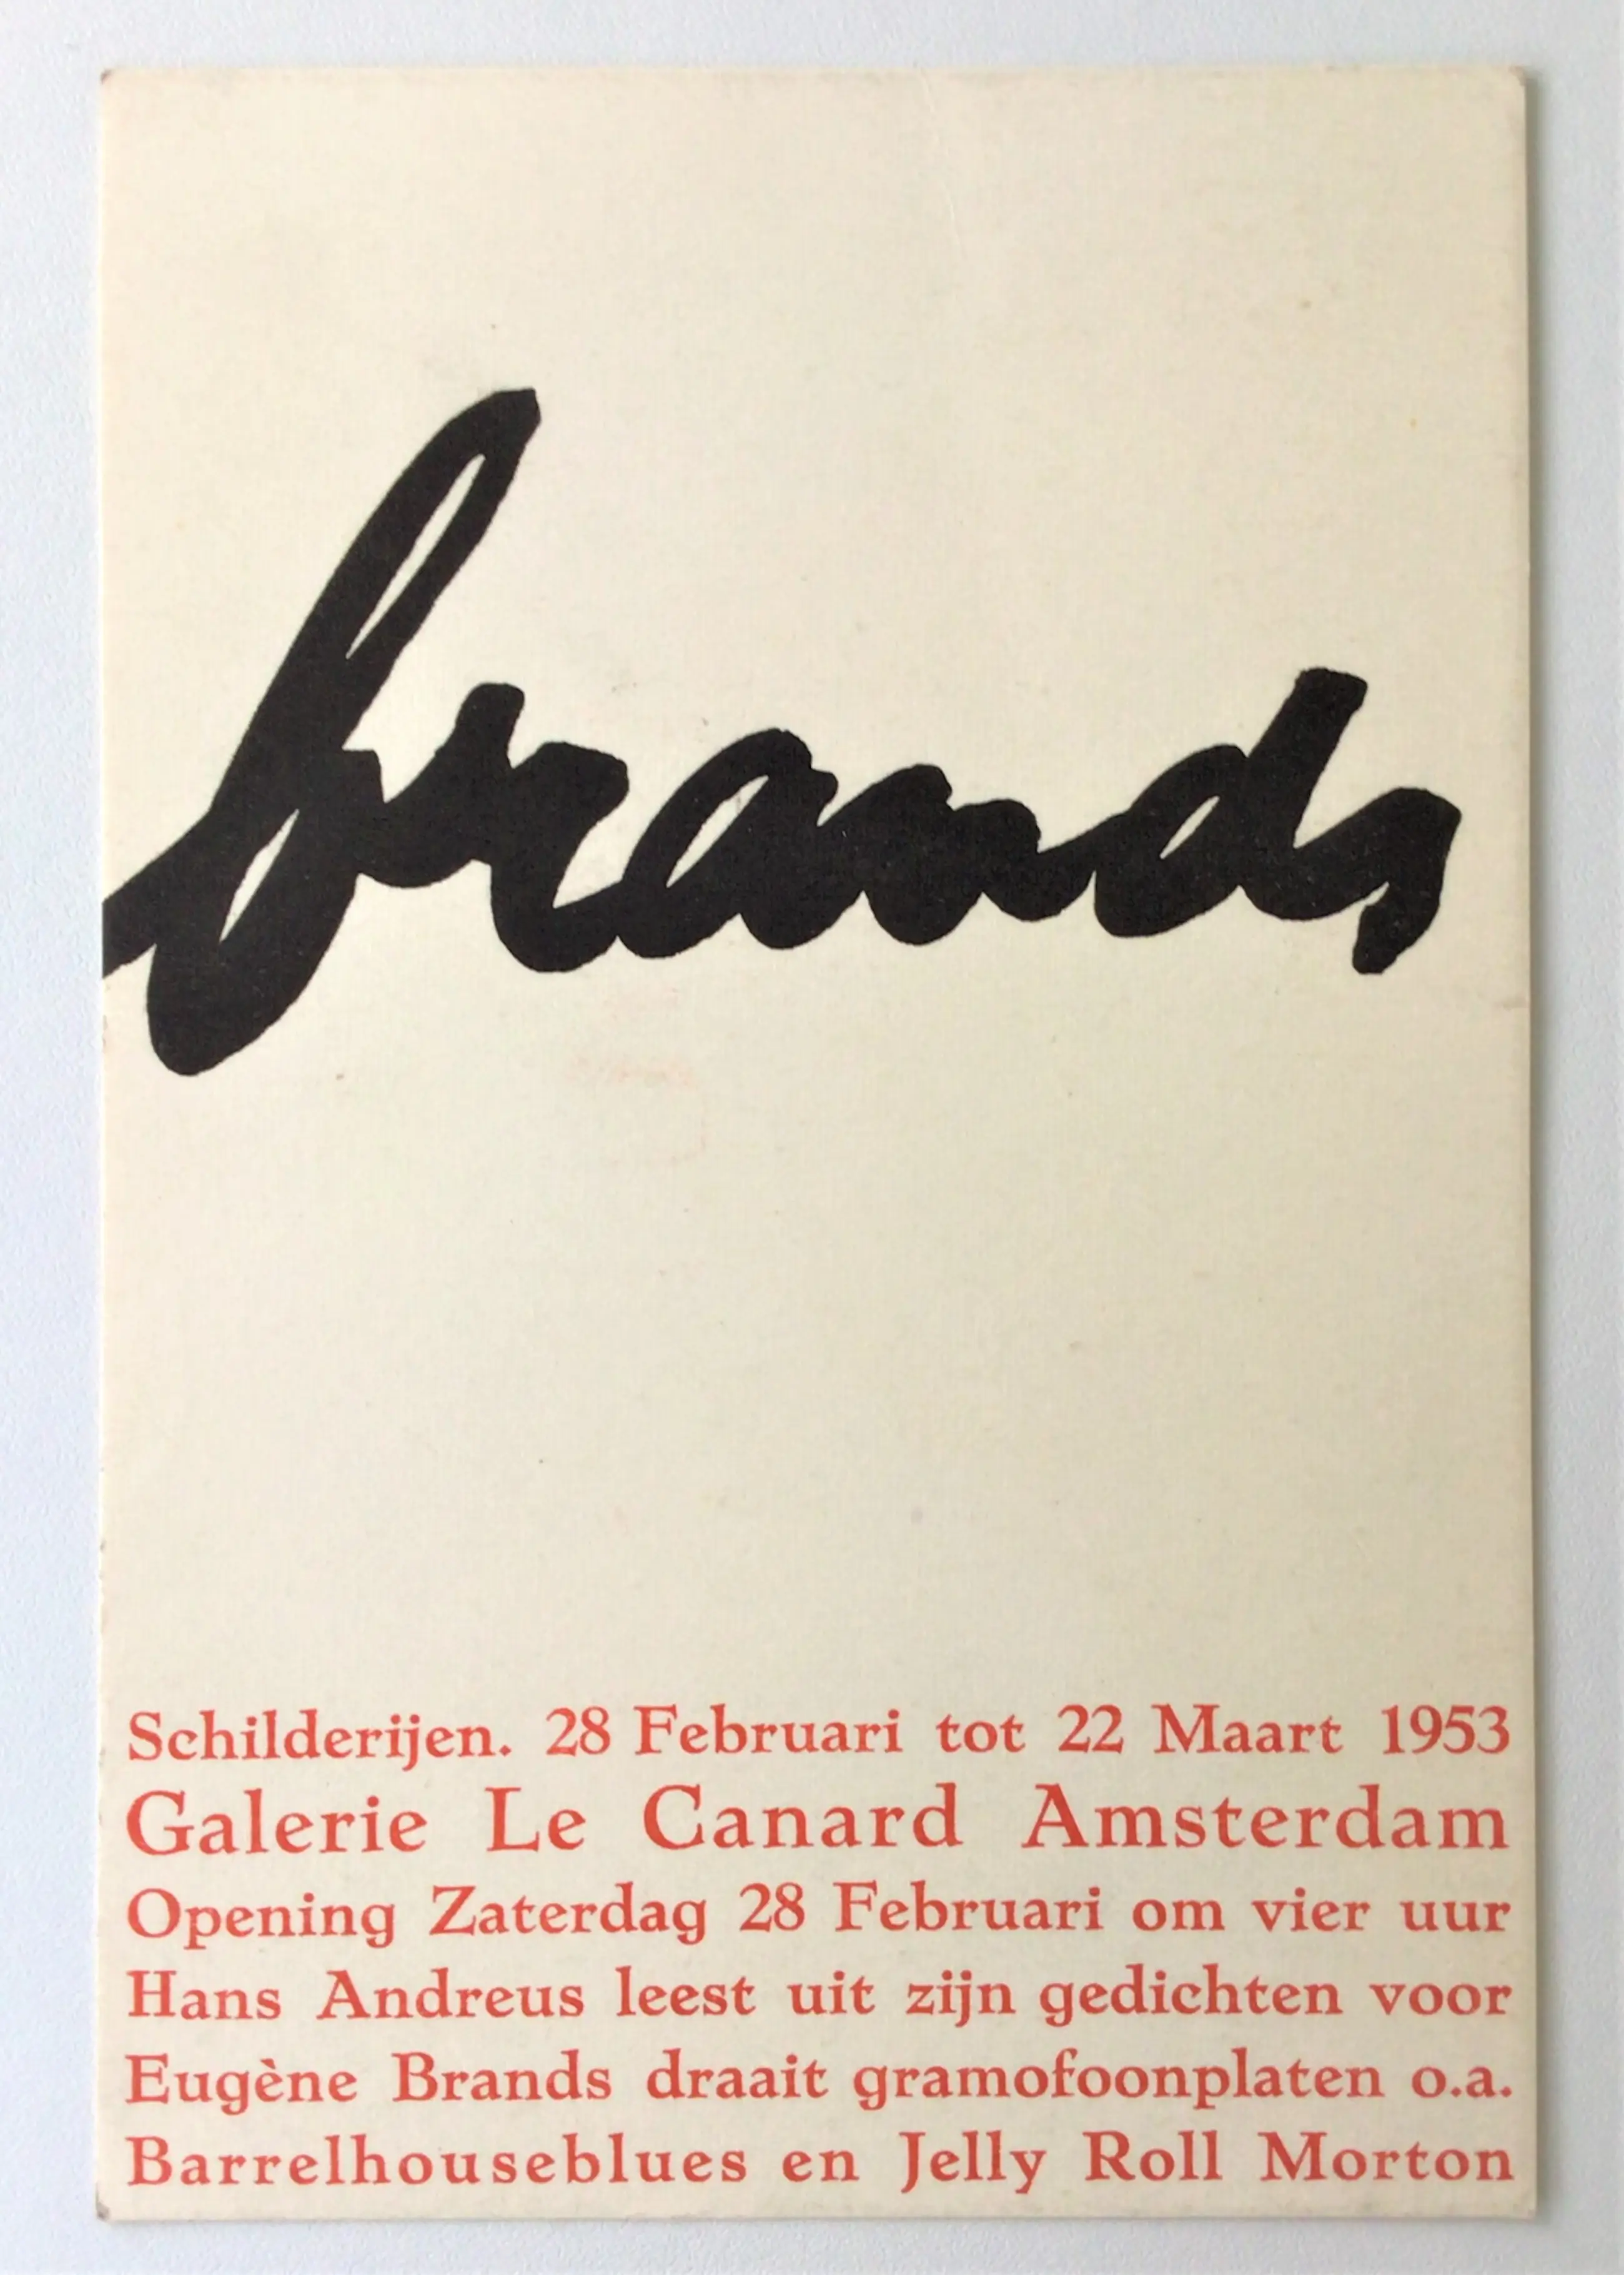 brands
Schilderijen. 28 Februari tot 22 Maart 1953
Galerie Le Canard Amsterdam
Opening Zaterdag 28 Februari om vier uur
Hans Andreus leest uit zijn gedichten voor
Eugène Brands draait gramofoonplaten o.a.
Barrelhouseblues en Jelly Roll Morton